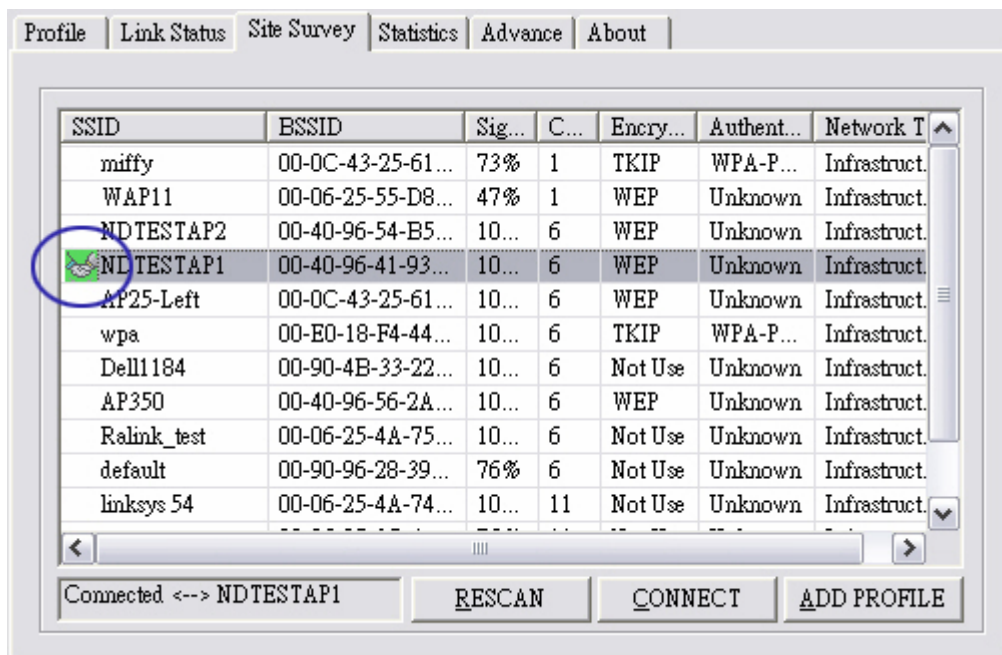 Profile Link Status Site Survey Statistics Advance About
SSID BSSID Sig... C... Encry... Authent... Network T
miffy 00-0C-43-25-61... 73% 1 TKIP WPA-P... Infrastruct.
WAP11 00-06-25-55-D8... 47% 1 WEP Unknown Infrastruct.
NDTESTAP2 00-40-96-54-B5... 10... 6 WEP Unknown Infrastruct.
NDTESTAP1 00-40-96-41-93... 10... 6 WEP Unknown Infrastruct.
AP25-Left 00-0C-43-25-61... 10... 6 WEP Unknown Infrastruct.
wpa 00-E0-18-F4-44... 10... 6 TKIP WPA-P... Infrastruct.
Dell1184 00-90-4B-33-22... 10... 6 Not Use Unknown Infrastruct.
AP350 00-40-96-56-2A... 10... 6 WEP Unknown Infrastruct.
Ralink_test 00-06-25-4A-75... 10... 6 Not Use Unknown Infrastruct.
default 00-90-96-28-39... 76% 6 Not Use Unknown Infrastruct.
linksys 54 00-06-25-4A-74... 10... 11 Not Use Unknown Infrastruct.
Connected <--> NDTESTAP1 RESCAN CONNECT ADD PROFILE